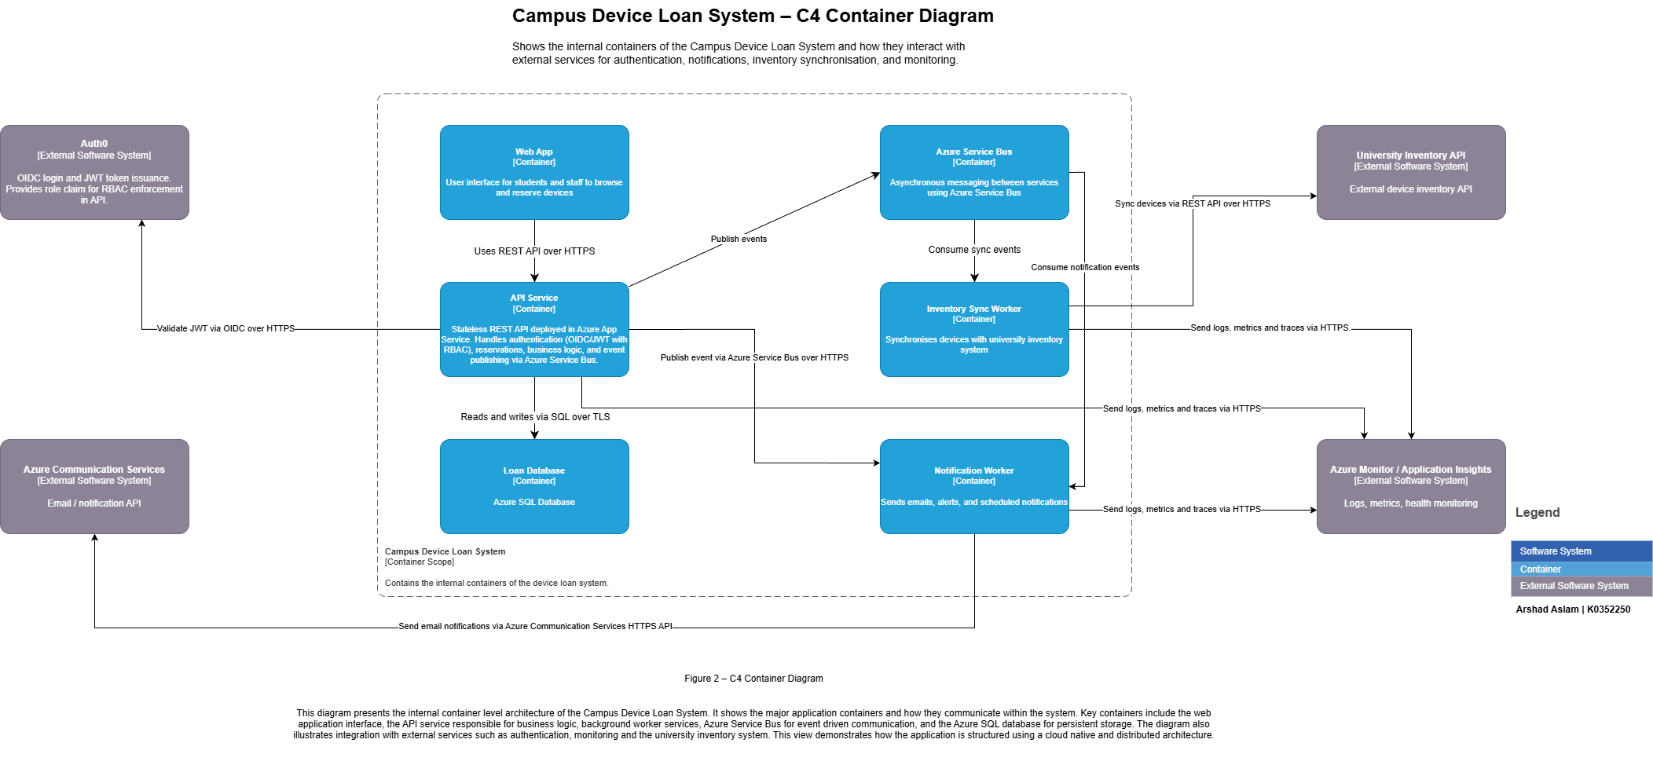 Campus Device Loan System – C4 Container Diagram
Shows the internal containers of the Campus Device Loan System and how they interact with
external services for authentication, notifications, inventory synchronisation, and monitoring.
Auth0
[External Software System]
OIDC login and JWT token issuance.
Provides role claim for RBAC enforcement
in API.
Web App
[Container]
User interface for students and staff to browse
and reserve devices
Azure Service Bus
[Container]
Asynchronous messaging between services
using Azure Service Bus
University Inventory API
[External Software System]
External device inventory API
Sync devices via REST API over HTTPS
Publish events
Uses REST API over HTTPS
Consume sync events
Consume notification events
API Service
[Container]
Stateless REST API deployed in Azure App
Service. Handles authentication (OIDC/JWT with
RBAC), reservations, business logic, and event
publishing via Azure Service Bus.
Inventory Sync Worker
[Container]
Synchronises devices with university inventory
system
Validate JWT via OIDC over HTTPS
Send logs, metrics and traces via HTTPS.
Publish event via Azure Service Bus over HTTPS
Send logs, metrics and traces via HTTPS
Reads and writes via SQL over TLS
Azure Communication Services
[External Software System]
Email / notification API
Loan Database
[Container]
Azure SQL Database
Notification Worker
[Container]
Sends emails, alerts, and scheduled notifications
Azure Monitor / Application Insights
[External Software System]
Logs, metrics, health monitoring
Send logs, metrics and traces via HTTPS
Legend
Software System
Container
External Software System
Arshad Aslam | K0352250
Campus Device Loan System
[Container Scope]
Contains the internal containers of the device loan system.
Send email notifications via Azure Communication Services HTTPS API
Figure 2 – C4 Container Diagram
This diagram presents the internal container level architecture of the Campus Device Loan System. It shows the major application containers and how they communicate within the system. Key containers include the web
application interface, the API service responsible for business logic, background worker services, Azure Service Bus for event driven communication, and the Azure SQL database for persistent storage. The diagram also
illustrates integration with external services such as authentication, monitoring and the university inventory system. This view demonstrates how the application is structured using a cloud native and distributed architecture.